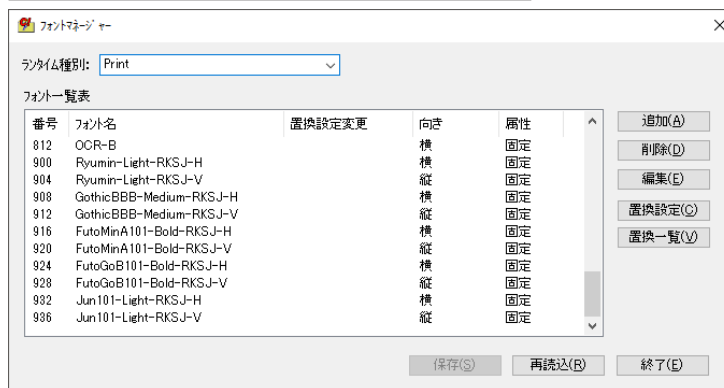 フォントマネージャー
ランタイム種別: Print
フォント一覧表
番号 フォント名 置換設定変更 向き 属性
812 OCR-B 横 固定
900 Ryumin-Light-RKSJ-H 横 固定
904 Ryumin-Light-RKSJ-V 縦 固定
908 GothicBBB-Medium-RKSJ-H 横 固定
912 GothicBBB-Medium-RKSJ-V 縦 固定
916 FutoMinA101-Bold-RKSJ-H 横 固定
920 FutoMinA101-Bold-RKSJ-V 縦 固定
924 FutoGoB101-Bold-RKSJ-H 横 固定
928 FutoGoB101-Bold-RKSJ-V 縦 固定
932 Jun101-Light-RKSJ-H 横 固定
936 Jun101-Light-RKSJ-V 縦 固定
追加(A)
削除(D)
編集(E)
置換設定(C)
置換一覧(V)
保存(S) 再読込(R) 終了(E)